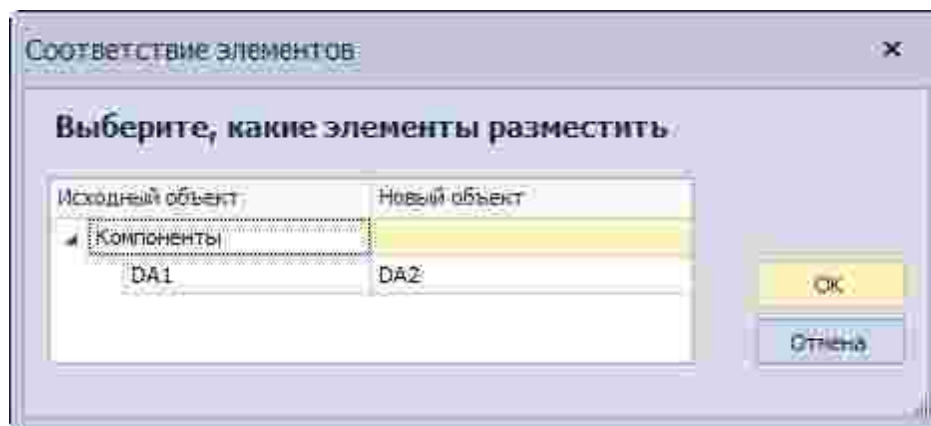 Соответствие элементов
Выберите, какие элементы разместить
Исходный объект Новый объект
Компоненты
DA1 DA2
OK
Отмена